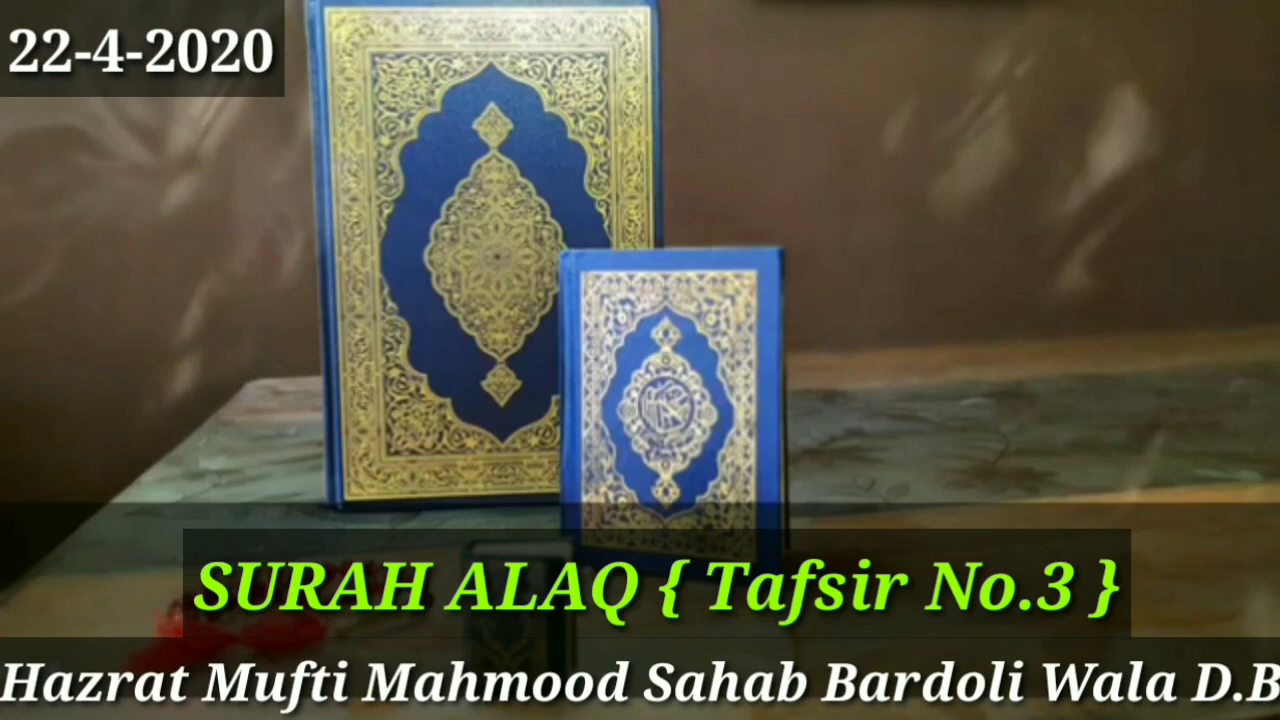 22-4-2020
SURAH ALAQ { Tafsir No.3 }
Hazrat Mufti Mahmood Sahab Bardoli Wala D.B